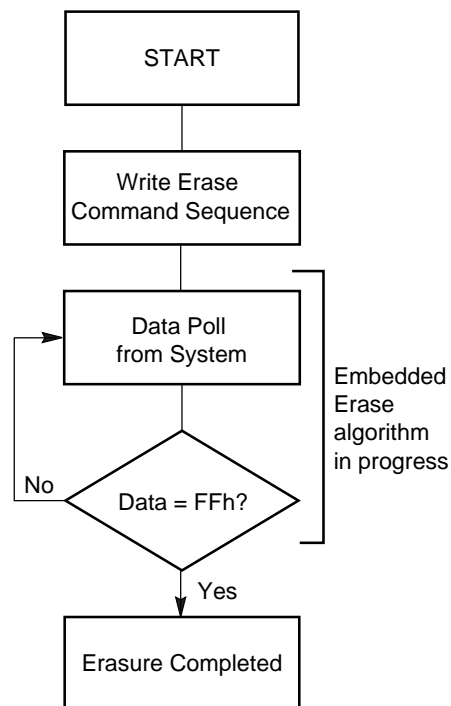 START
Write Erase
Command Sequence
Data Poll
from System
Embedded
Erase
algorithm
in progress
No
Data = FFh?
Yes
Erasure Completed